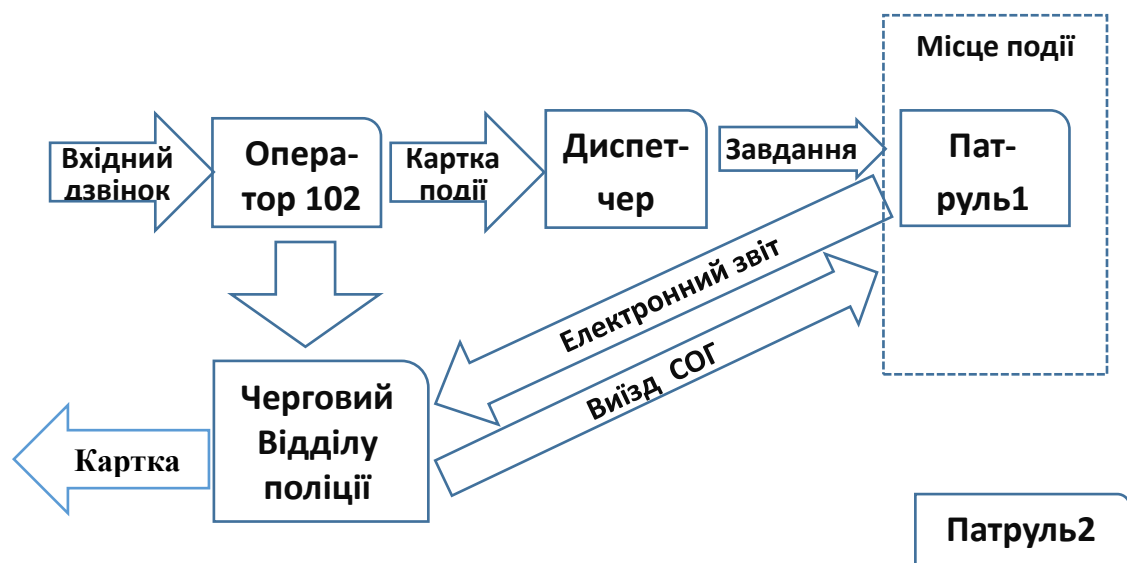 Місце події
Вхідний
дзвінок
Опера-
тор 102
Картка
події
Диспет-
чер
Завдання
Пат-
руль1
Електронний звіт
Виїзд СОГ
Черговий
Відділу
поліції
Картка
Патруль2